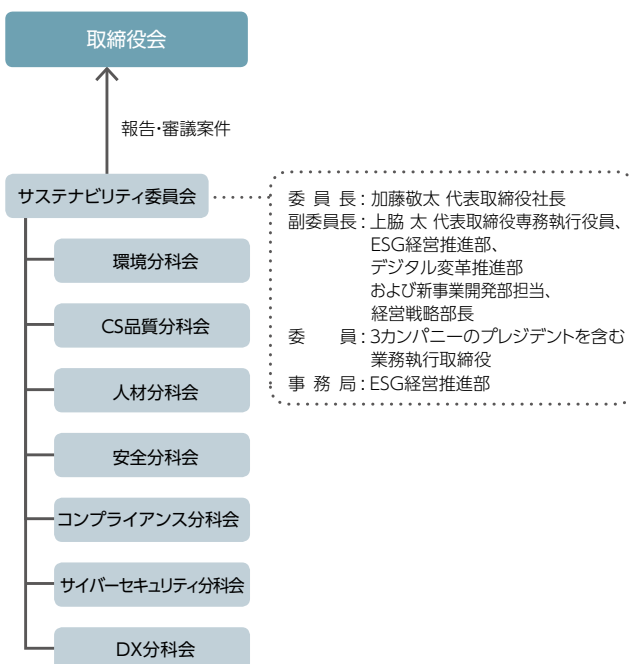 取締役会
報告・審議案件
サステナビリティ委員会
委員長：加藤敬太 代表取締役社長
副委員長：上脇 太 代表取締役専務執行役員、
ESG経営推進部、
デジタル変革推進部
および新事業開発部担当、
経営戦略部長
委員：3カンパニーのプレジデントを含む
業務執行取締役
事務局：ESG経営推進部
環境分科会
CS品質分科会
人材分科会
安全分科会
コンプライアンス分科会
サイバーセキュリティ分科会
DX分科会